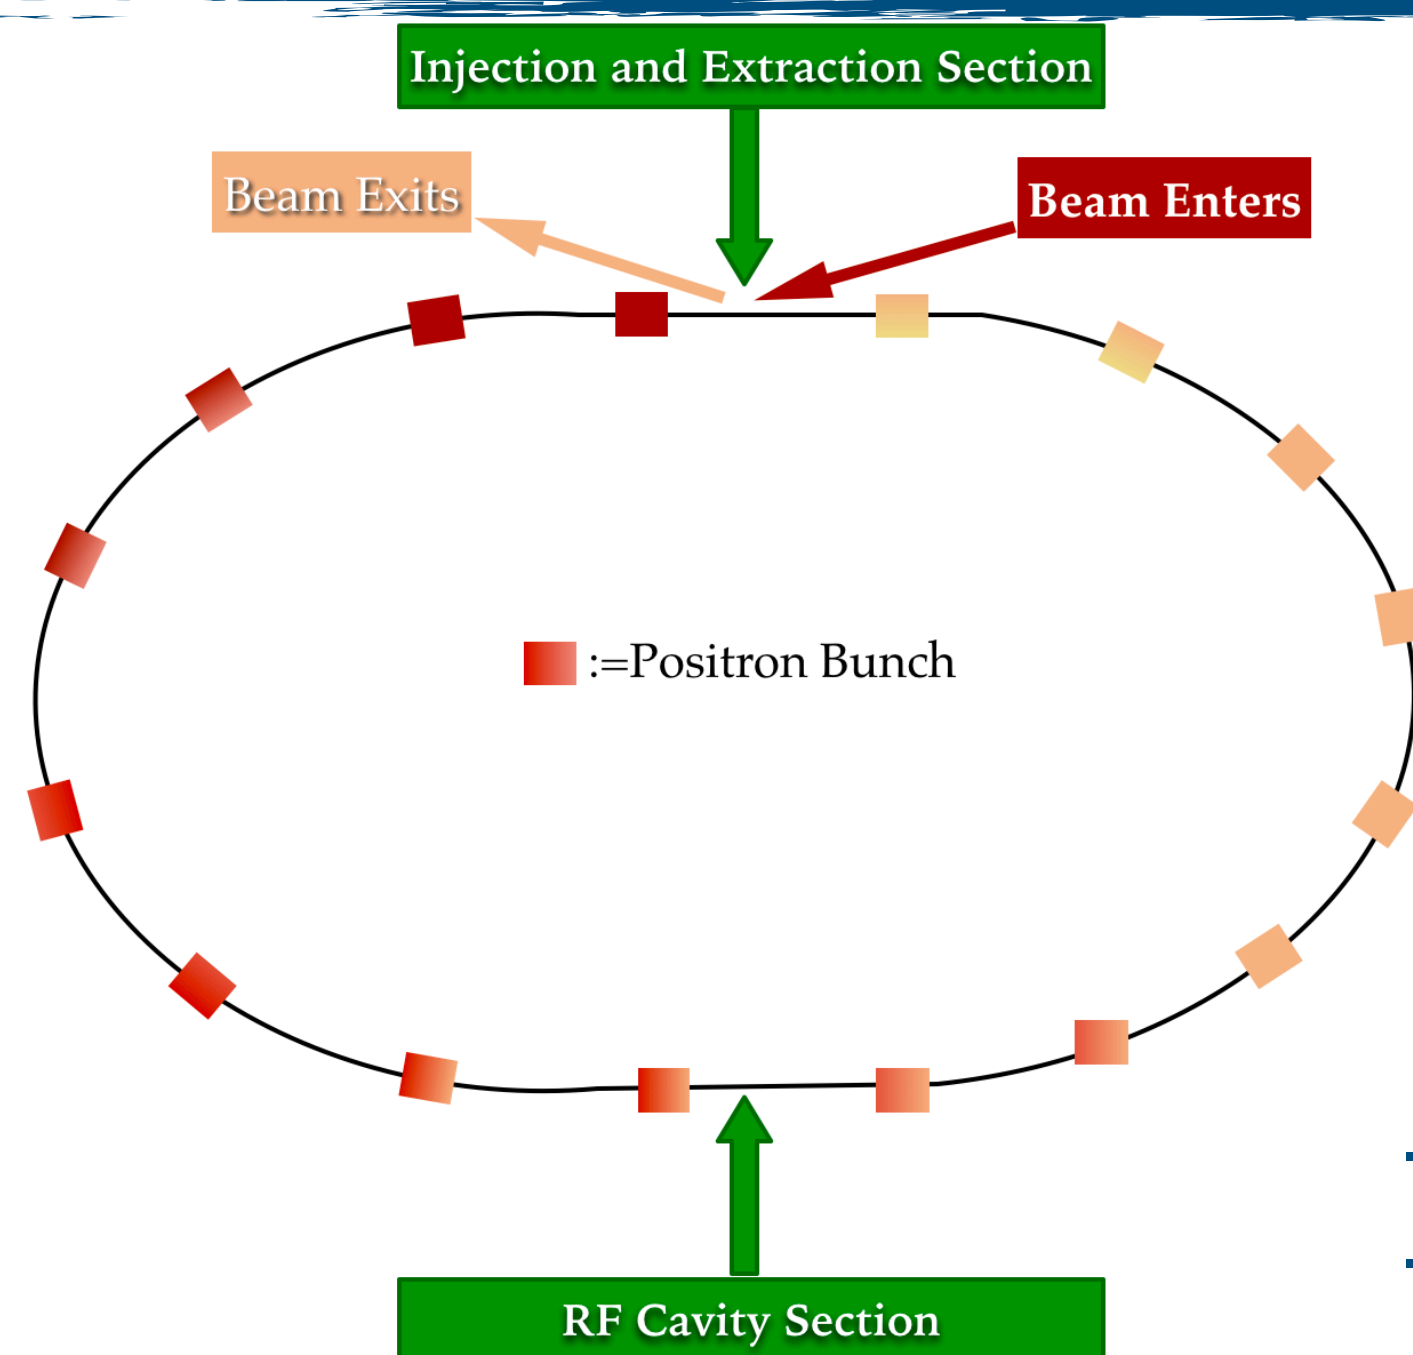 Injection and Extraction Section
Beam Exits
Beam Enters
:=Positron Bunch
RF Cavity Section